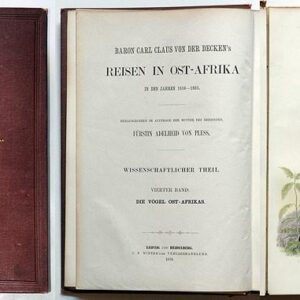 BARON CARL CLAUS VON DER DECKEN's
REISEN IN OST-AFRIKA
IN DEN JAHREN
HERAUSGEGEBEN IM AUFTRAGE DER MUTTER DES REISENDEN,
FÜRSTIN ADELHEID VON PLESS.
WISSENSCHAFTLICHER THEIL.
VIERTER BAND.
DIE VÖGEL OST-AFRIKAS.
LEIPZIG UND HEIDELBERG.
C. F. WINTER'sche VERLAGSHANDLUNG.